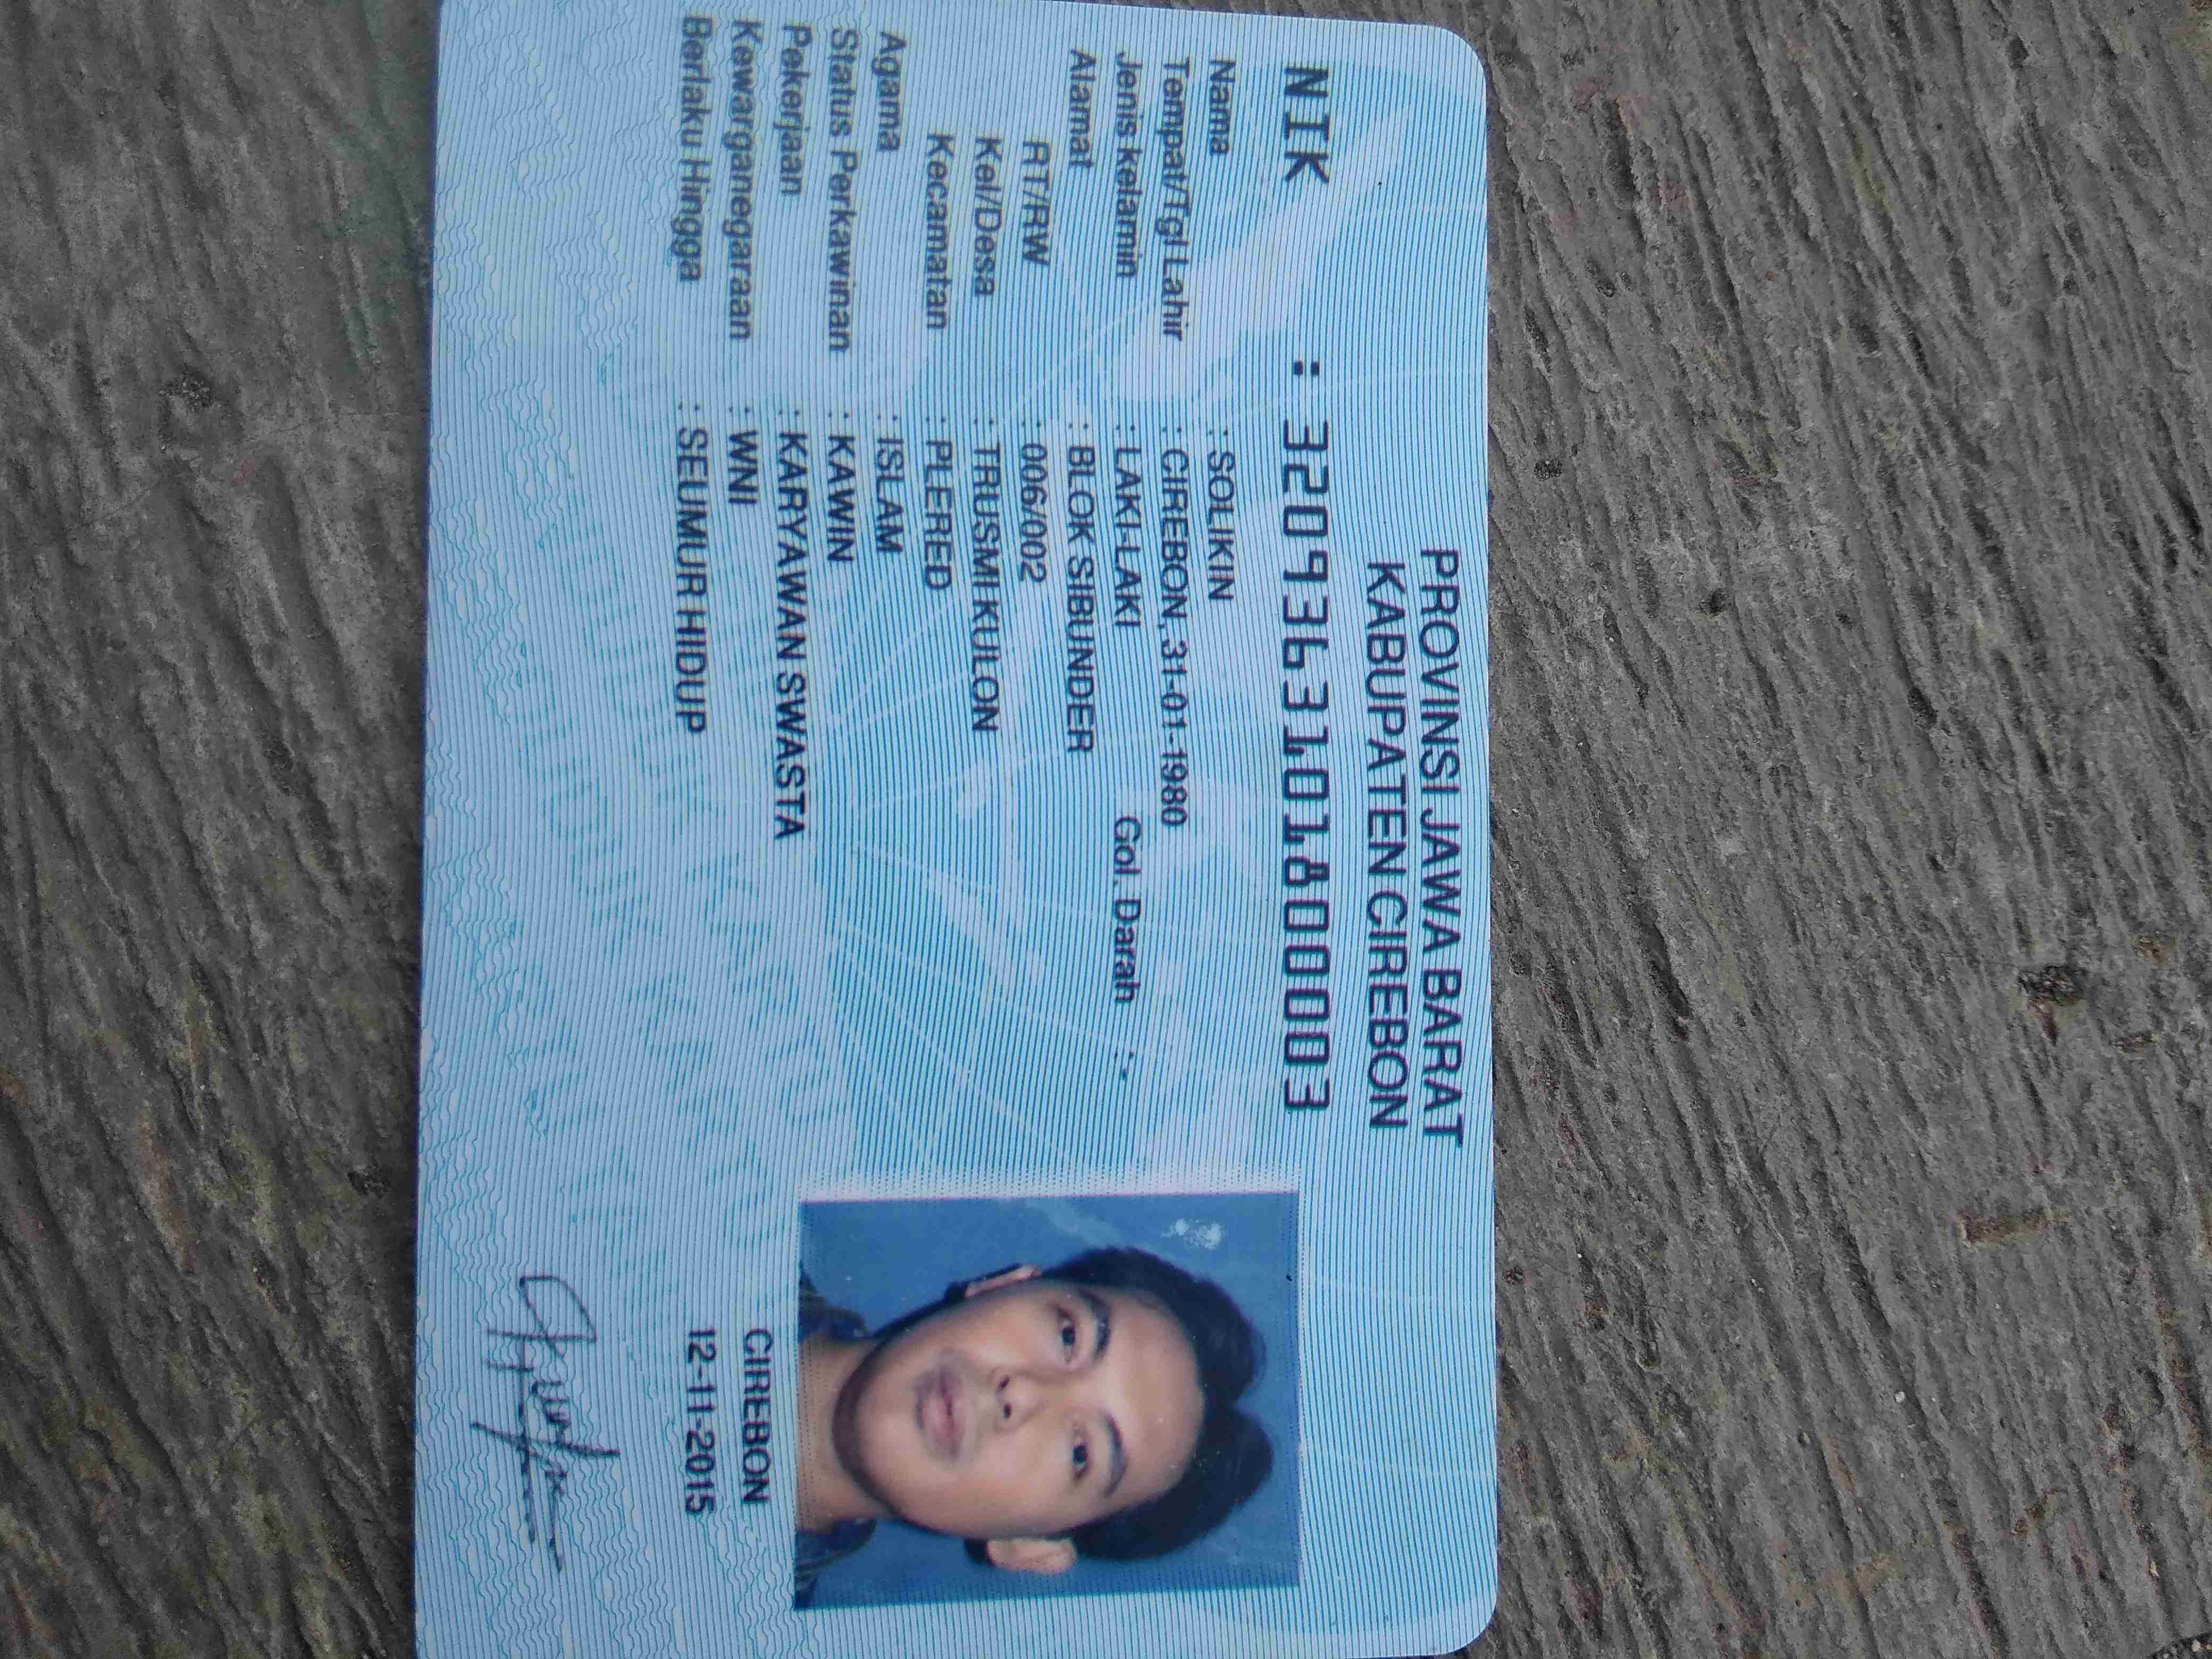 PROVINSI JAWA BARAT
KABUPATEN CIREBON
NIK : 3209363101800003
Nama : SOLIKIN
Tempat/Tgl Lahir : CIREBON, 31-01-1980
Jenis kelamin : LAKI-LAKI Gol. Darah : -
Alamat : BLOK SIBUNDER
RT/RW : 006/002
Kel/Desa : TRUSMI KULON
Kecamatan : PLERED
Agama : ISLAM
Status Perkawinan : KAWIN
Pekerjaan : KARYAWAN SWASTA
Kewarganegaraan : WNI
Berlaku Hingga : SEUMUR HIDUP
CIREBON
12-11-2015